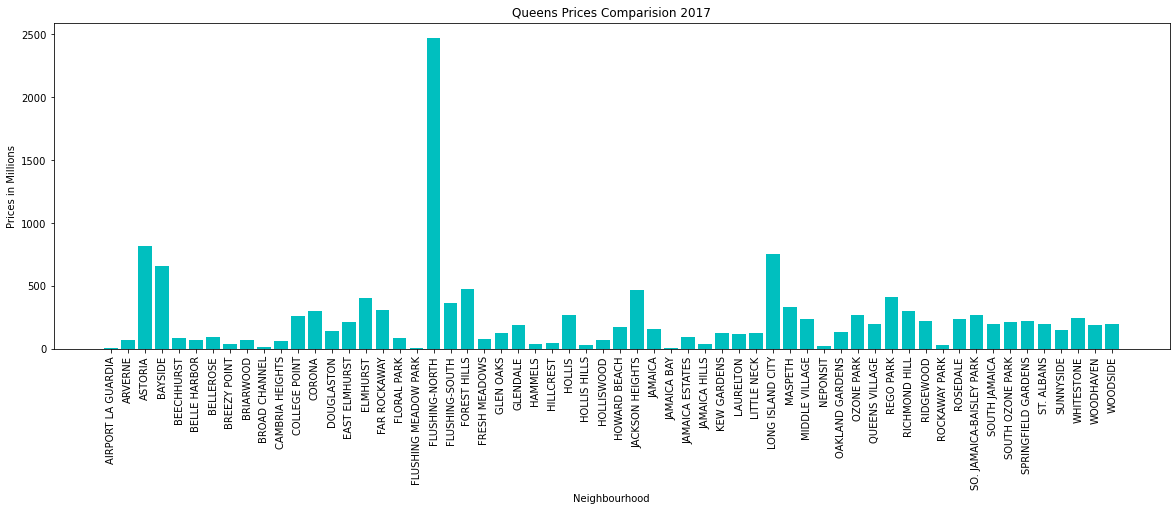 Queens Prices Comparision 2017
Prices in Millions
2500
2000
1500
1000
500
0
AIRPORT LA GUARDIA
ARVERNE
ASTORIA
BAYSIDE
BEECHHURST
BELLE HARBOR
BELLEROSE
BREEZY POINT
BRIARWOOD
BROAD CHANNEL
CAMBRIA HEIGHTS
COLLEGE POINT
CORONA
DOUGLASTON
EAST ELMHURST
ELMHURST
FAR ROCKAWAY
FLORAL PARK
FLUSHING MEADOW PARK
FLUSHING-NORTH
FLUSHING-SOUTH
FOREST HILLS
FRESH MEADOWS
GLEN OAKS
GLENDALE
HAMMELS
HILLCREST
HOLLIS
HOLLIS HILLS
HOLLISWOOD
HOWARD BEACH
JACKSON HEIGHTS
JAMAICA
JAMAICA BAY
JAMAICA ESTATES
JAMAICA HILLS
KEW GARDENS
LAURELTON
LITTLE NECK
LONG ISLAND CITY
MASPETH
MIDDLE VILLAGE
NEPONSIT
OAKLAND GARDENS
OZONE PARK
QUEENS VILLAGE
REGO PARK
RICHMOND HILL
RIDGEWOOD
ROCKAWAY PARK
ROSEDALE
SO. JAMAICA-BAISLEY PARK
SOUTH JAMAICA
SOUTH OZONE PARK
SPRINGFIELD GARDENS
ST. ALBANS
SUNNYSIDE
WHITESTONE
WOODHAVEN
WOODSIDE
Neighbourhood